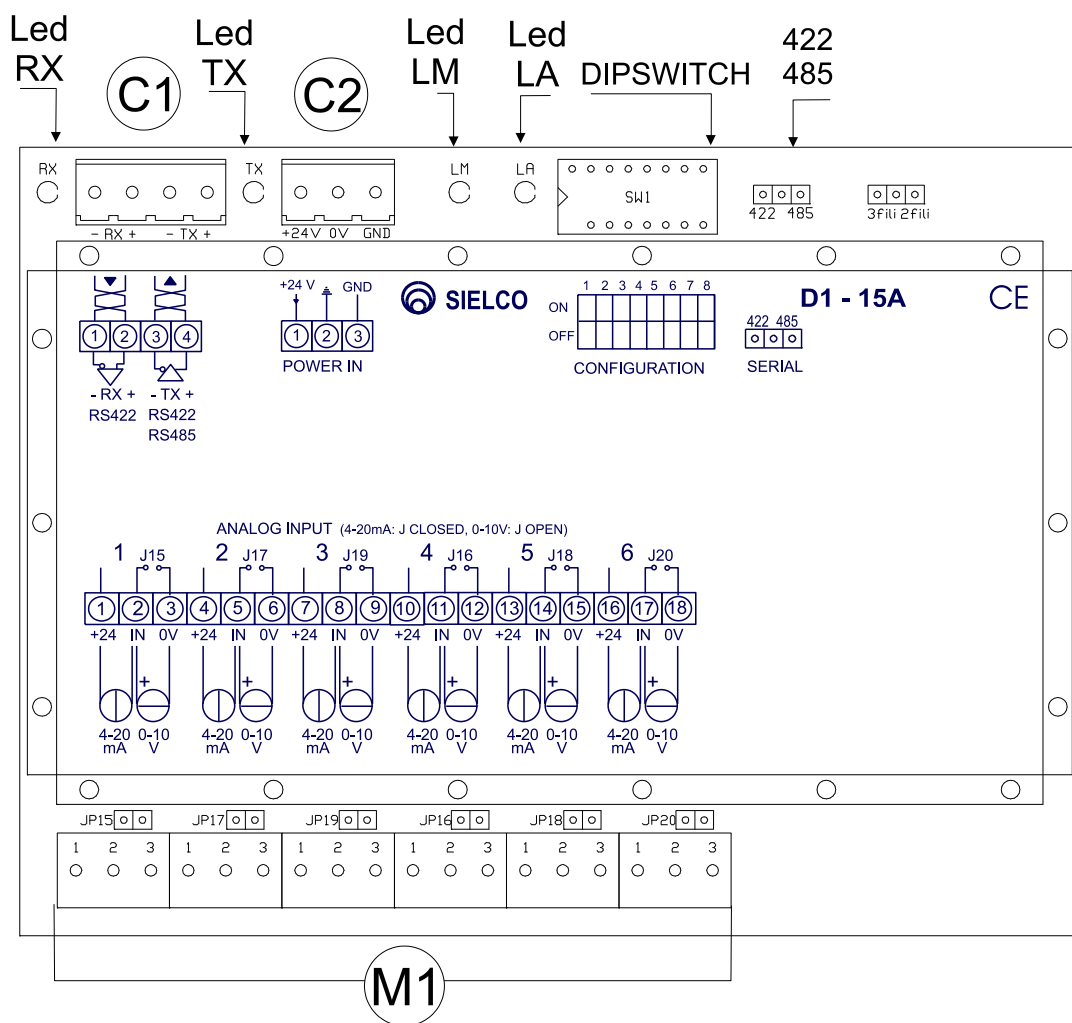 Led Led Led Led 422
RX TX LM LA DIPSWITCH 485
C1 C2
RX TX LM LA
SW1
422 485 3fili 2fili
- RX + - TX + +24V 0V GND
+24 V GND SIELCO 1 2 3 4 5 6 7 8 D1 - 15A CE
ON
1 2 3 4 1 2 3 OFF 422 485
POWER IN CONFIGURATION SERIAL
- RX + - TX +
RS422 RS422
RS485
ANALOG INPUT (4-20mA: J CLOSED, 0-10V: J OPEN)
1 J15 2 J17 3 J19 4 J16 5 J18 6 J20
1 2 3 4 5 6 7 8 9 10 11 12 13 14 15 16 17 18
+24 IN 0V +24 IN 0V +24 IN 0V +24 IN 0V +24 IN 0V +24 IN 0V
+ + + + + +
4-20 0-10 4-20 0-10 4-20 0-10 4-20 0-10 4-20 0-10 4-20 0-10
mA V mA V mA V mA V mA V mA V
JP15 JP17 JP19 JP16 JP18 JP20
1 2 3 1 2 3 1 2 3 1 2 3 1 2 3 1 2 3
M1